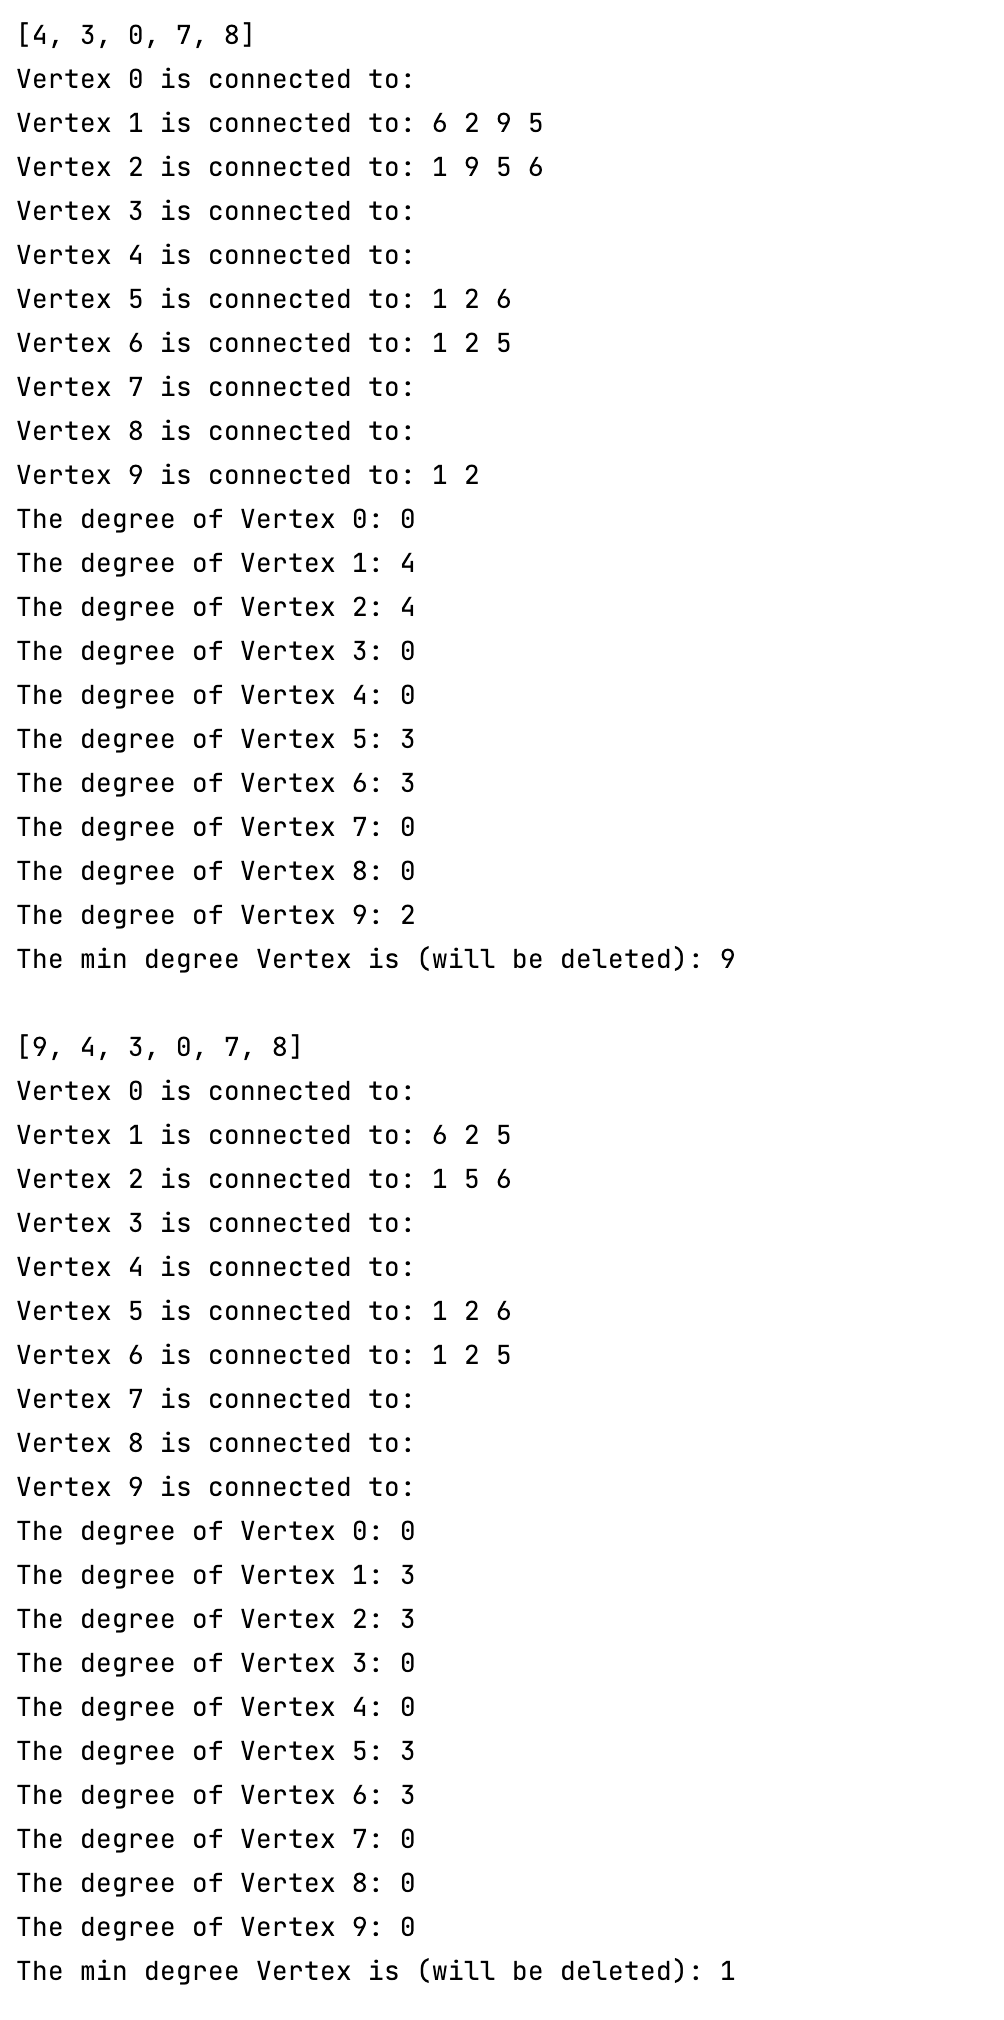 [4, 3, 0, 7, 8]
Vertex 0 is connected to:
Vertex 1 is connected to: 6 2 9 5
Vertex 2 is connected to: 1 9 5 6
Vertex 3 is connected to:
Vertex 4 is connected to:
Vertex 5 is connected to: 1 2 6
Vertex 6 is connected to: 1 2 5
Vertex 7 is connected to:
Vertex 8 is connected to:
Vertex 9 is connected to: 1 2
The degree of Vertex 0: 0
The degree of Vertex 1: 4
The degree of Vertex 2: 4
The degree of Vertex 3: 0
The degree of Vertex 4: 0
The degree of Vertex 5: 3
The degree of Vertex 6: 3
The degree of Vertex 7: 0
The degree of Vertex 8: 0
The degree of Vertex 9: 2
The min degree Vertex is (will be deleted): 9

[9, 4, 3, 0, 7, 8]
Vertex 0 is connected to:
Vertex 1 is connected to: 6 2 5
Vertex 2 is connected to: 1 5 6
Vertex 3 is connected to:
Vertex 4 is connected to:
Vertex 5 is connected to: 1 2 6
Vertex 6 is connected to: 1 2 5
Vertex 7 is connected to:
Vertex 8 is connected to:
Vertex 9 is connected to:
The degree of Vertex 0: 0
The degree of Vertex 1: 3
The degree of Vertex 2: 3
The degree of Vertex 3: 0
The degree of Vertex 4: 0
The degree of Vertex 5: 3
The degree of Vertex 6: 3
The degree of Vertex 7: 0
The degree of Vertex 8: 0
The degree of Vertex 9: 0
The min degree Vertex is (will be deleted): 1